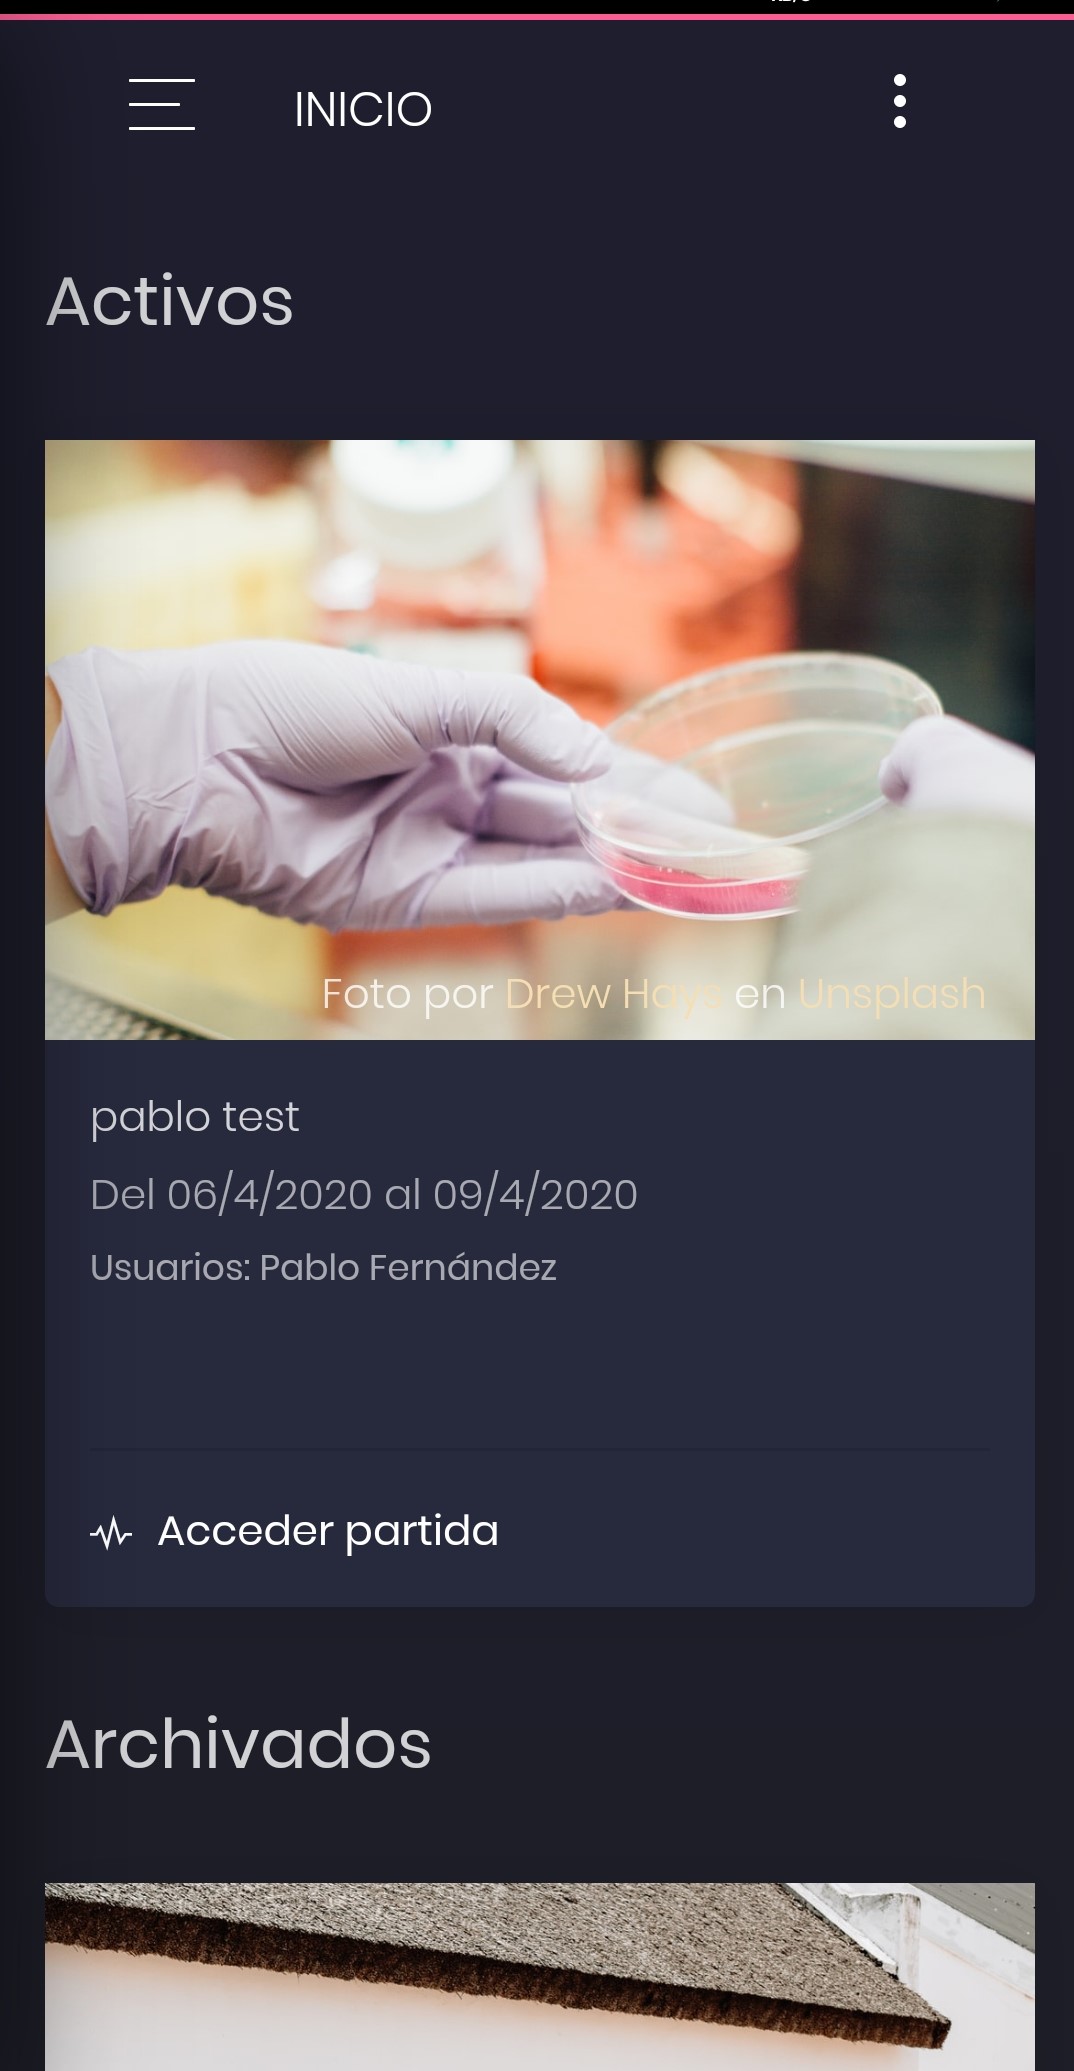 INICIO
Activos
Foto por Drew Hays en Unsplash
pablo test
Del 06/4/2020 al 09/4/2020
Usuarios: Pablo Fernández
Acceder partida
Archivados